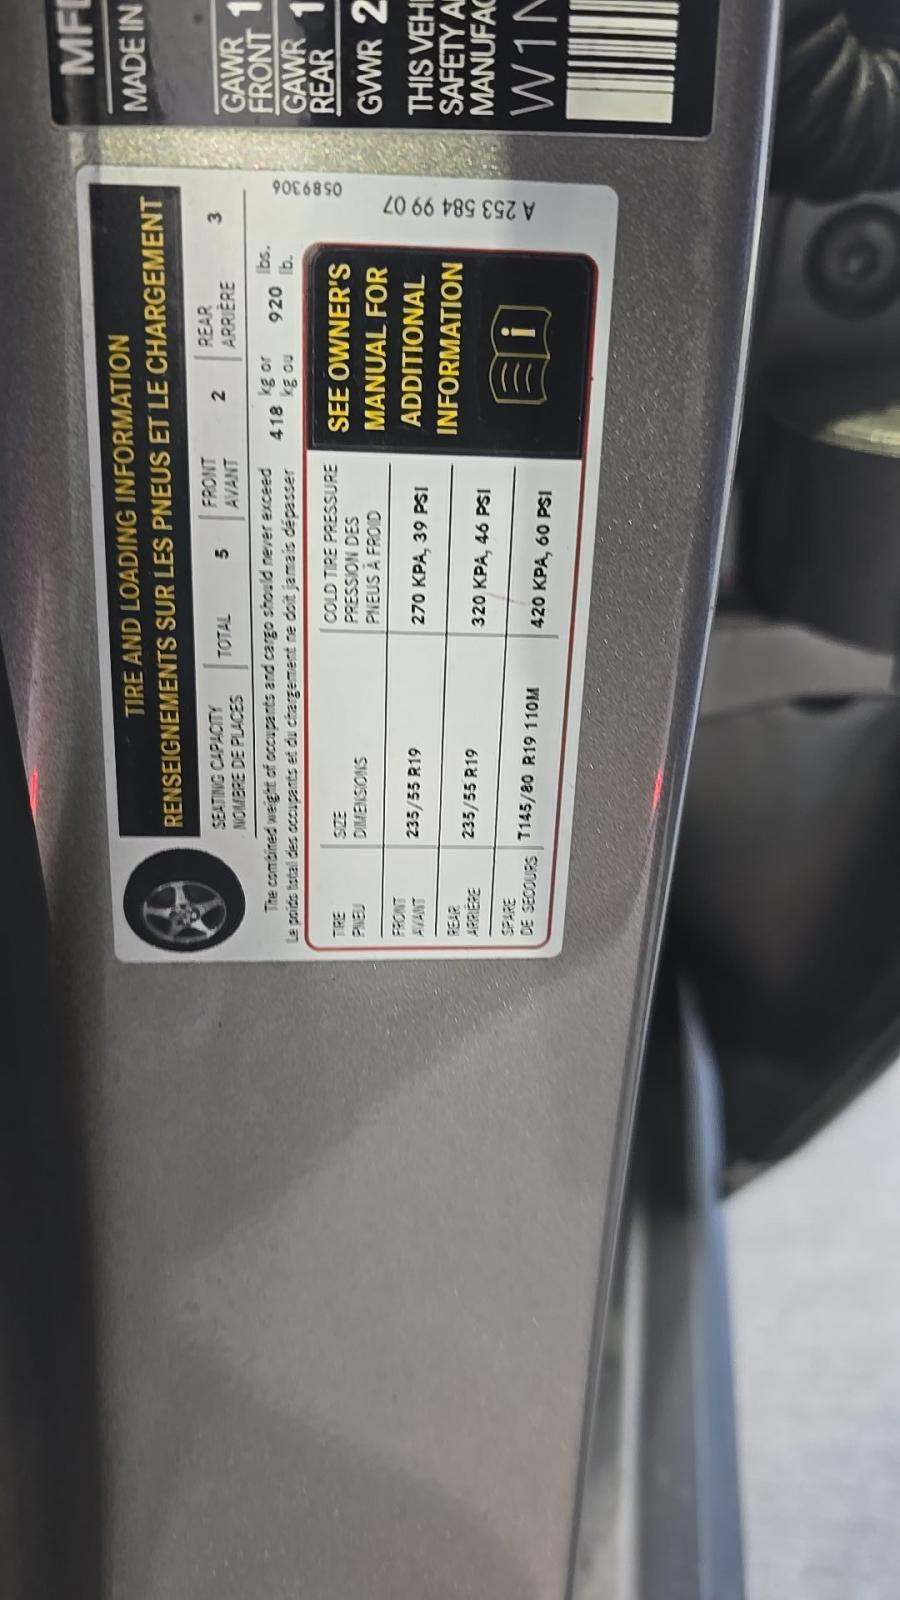 TIRE AND LOADING INFORMATION
RENSEIGNEMENTS SUR LES PNEUS ET LE CHARGEMENT
SEATING CAPACITY TOTAL 5 FRONT 2 REAR 3
NOMBRE DE PLACES AVANT ARRIÈRE
The combined weight of occupants and cargo should never exceed 418 kg or 920 lbs.
Le poids total des occupants et du chargement ne doit jamais dépasser kg ou lb.
TIRE SIZE COLD TIRE PRESSURE
PNEU DIMENSIONS PRESSION DES
PNEUS À FROID
FRONT 235/55 R19 270 KPA, 39 PSI
AVANT
REAR 235/55 R19 320 KPA, 46 PSI
ARRIÈRE
SPARE T145/80 R19 110M 420 KPA, 60 PSI
DE SECOURS
SEE OWNER'S
MANUAL FOR
ADDITIONAL
INFORMATION
i
0589306
A 253 584 99 07
MADE IN
GAWR 1
FRONT
GAWR 1
REAR
GVWR 2
THIS VEHI
SAFETY A
MANUFAC
W1N